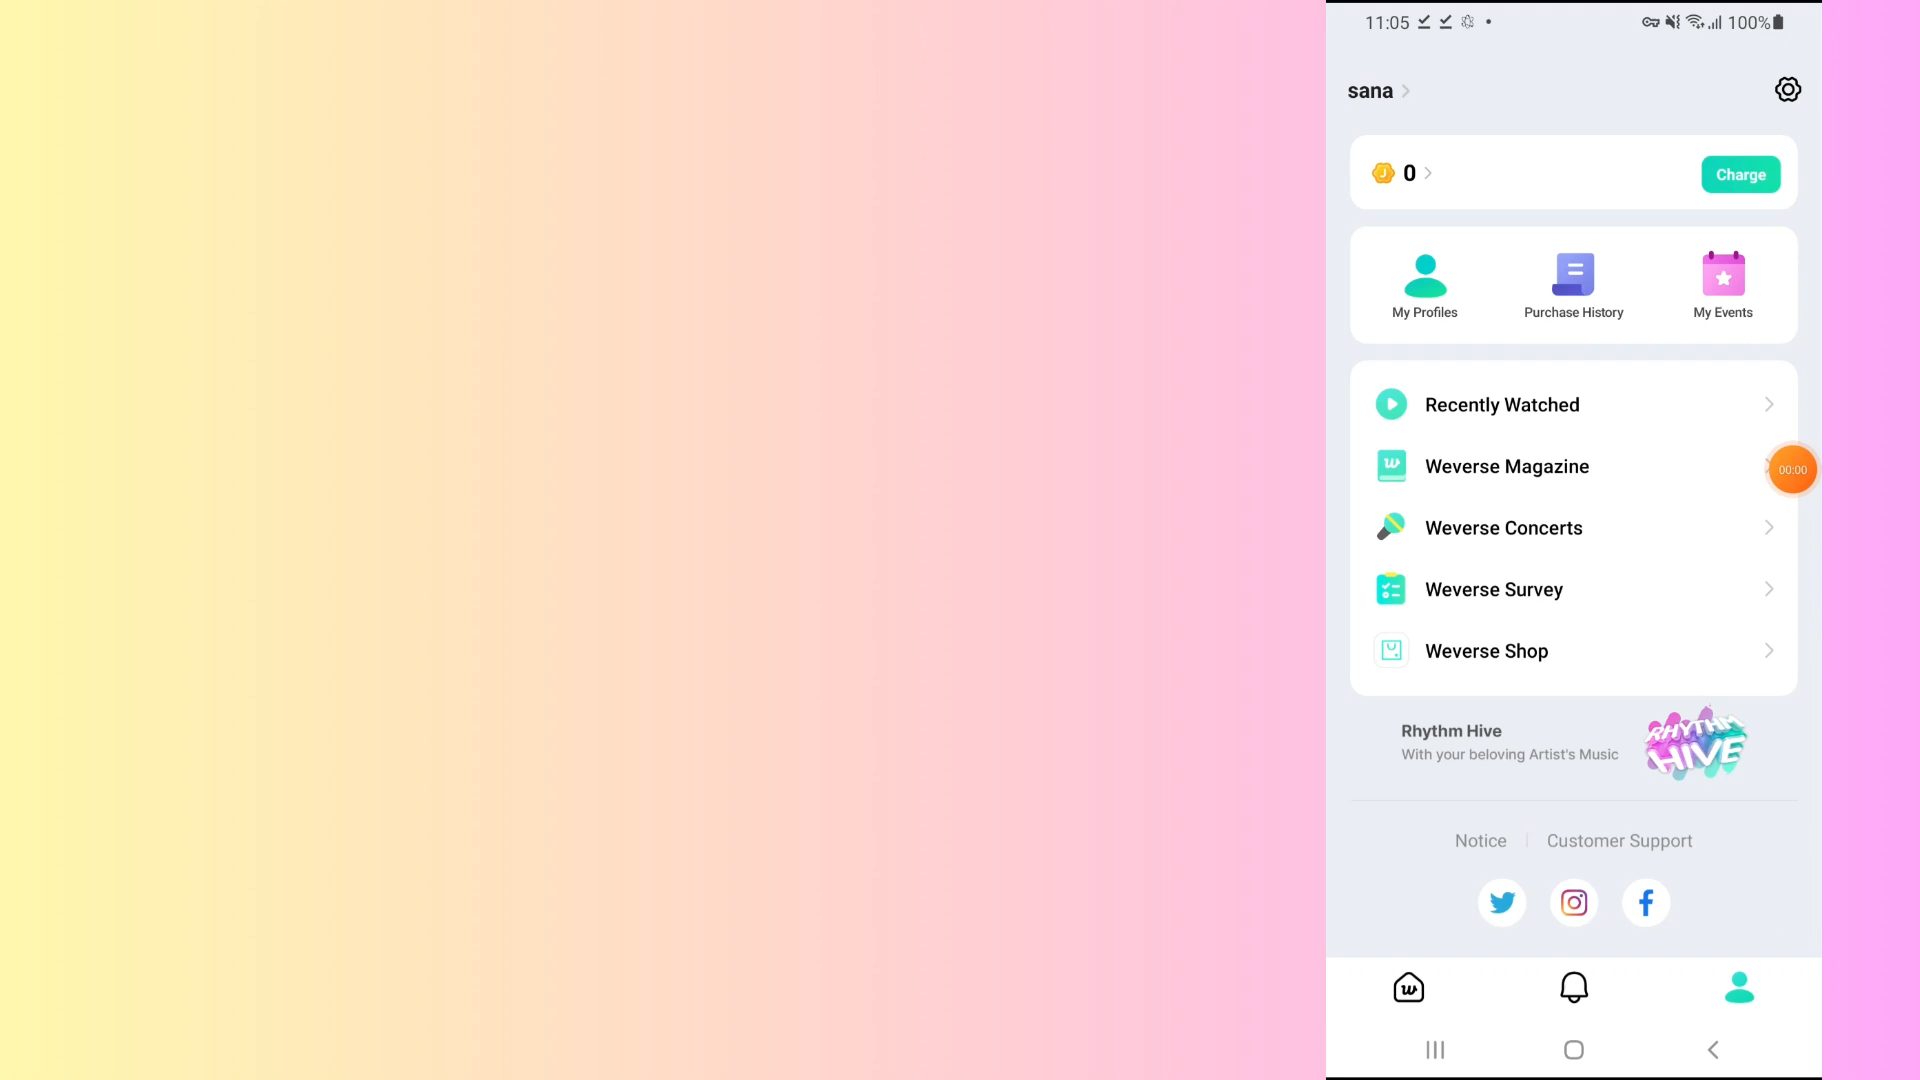 11:05
100%
sana
0
Charge
My Profiles
Purchase History
My Events
Recently Watched
Weverse Magazine
00:00
Weverse Concerts
Weverse Survey
Weverse Shop
Rhythm Hive
With your beloving Artist's Music
RHYTHM
HIVE
Notice
Customer Support